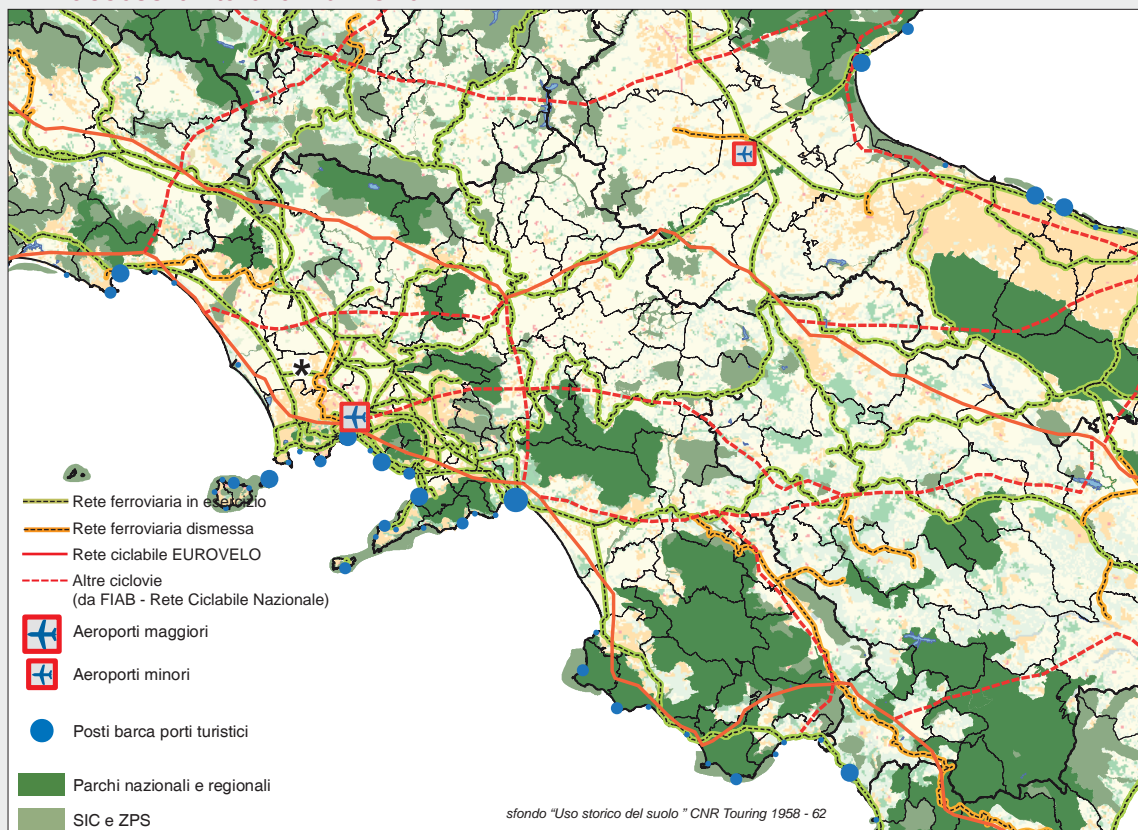 *
Rete ferroviaria in esercizio
Rete ferroviaria dismessa
Rete ciclabile EUROVELO
Altre ciclovie
(da FIAB - Rete Ciclabile Nazionale)
Aeroporti maggiori
Aeroporti minori
Posti barca porti turistici
Parchi nazionali e regionali
SIC e ZPS
sfondo “Uso storico del suolo ” CNR Touring 1958 - 62